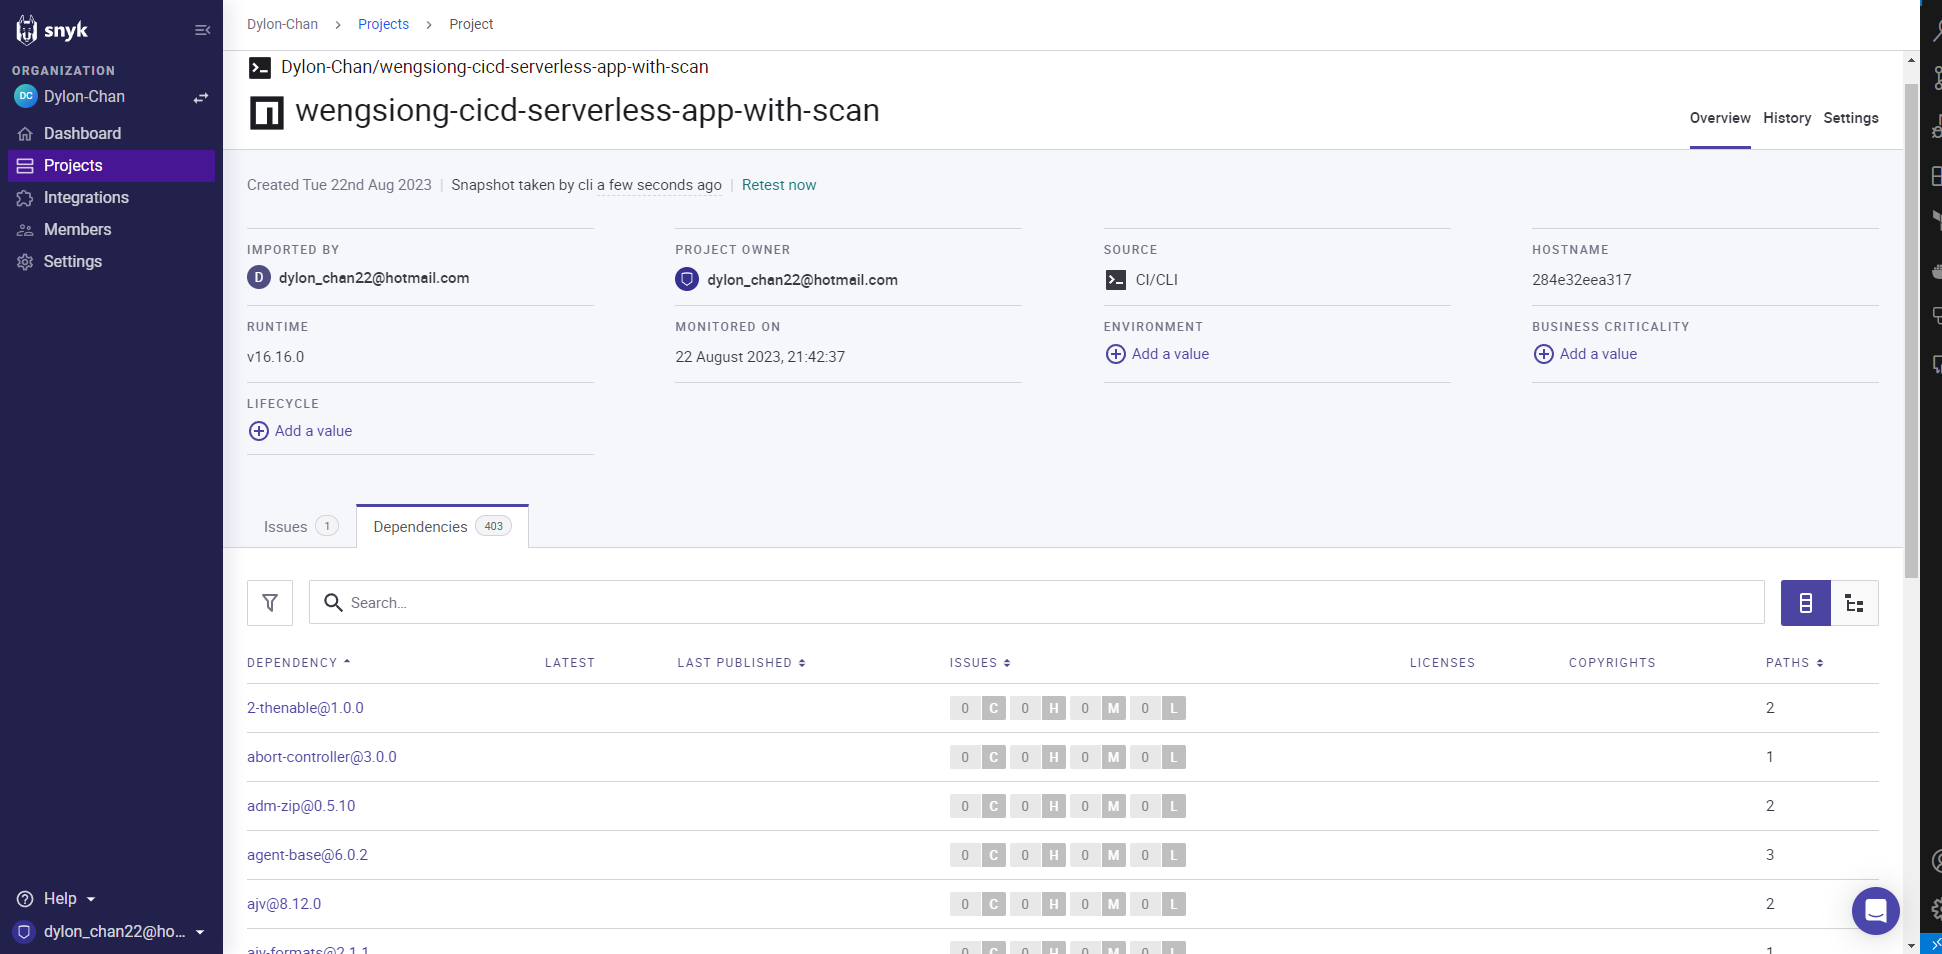 snyk
Dylon-Chan > Projects > Project
ORGANIZATION
DC Dylon-Chan
Dashboard
Projects
Integrations
Members
Settings
Help
dylon_chan22@ho...
Dylon-Chan/wengsiong-cicd-serverless-app-with-scan
wengsiong-cicd-serverless-app-with-scan
Overview History Settings
Created Tue 22nd Aug 2023 | Snapshot taken by cli a few seconds ago | Retest now
IMPORTED BY
D dylon_chan22@hotmail.com
PROJECT OWNER
dylon_chan22@hotmail.com
SOURCE
CI/CLI
HOSTNAME
284e32eea317
RUNTIME
v16.16.0
MONITORED ON
22 August 2023, 21:42:37
ENVIRONMENT
Add a value
BUSINESS CRITICALITY
Add a value
LIFECYCLE
Add a value
Issues 1 Dependencies 403
Search...
DEPENDENCY LATEST LAST PUBLISHED ISSUES LICENSES COPYRIGHTS PATHS
2-thenable@1.0.0 0 C 0 H 0 M 0 L 2
abort-controller@3.0.0 0 C 0 H 0 M 0 L 1
adm-zip@0.5.10 0 C 0 H 0 M 0 L 2
agent-base@6.0.2 0 C 0 H 0 M 0 L 3
ajv@8.12.0 0 C 0 H 0 M 0 L 2
ajv-formats@2.1.1 0 C 0 H 0 M 0 L 1